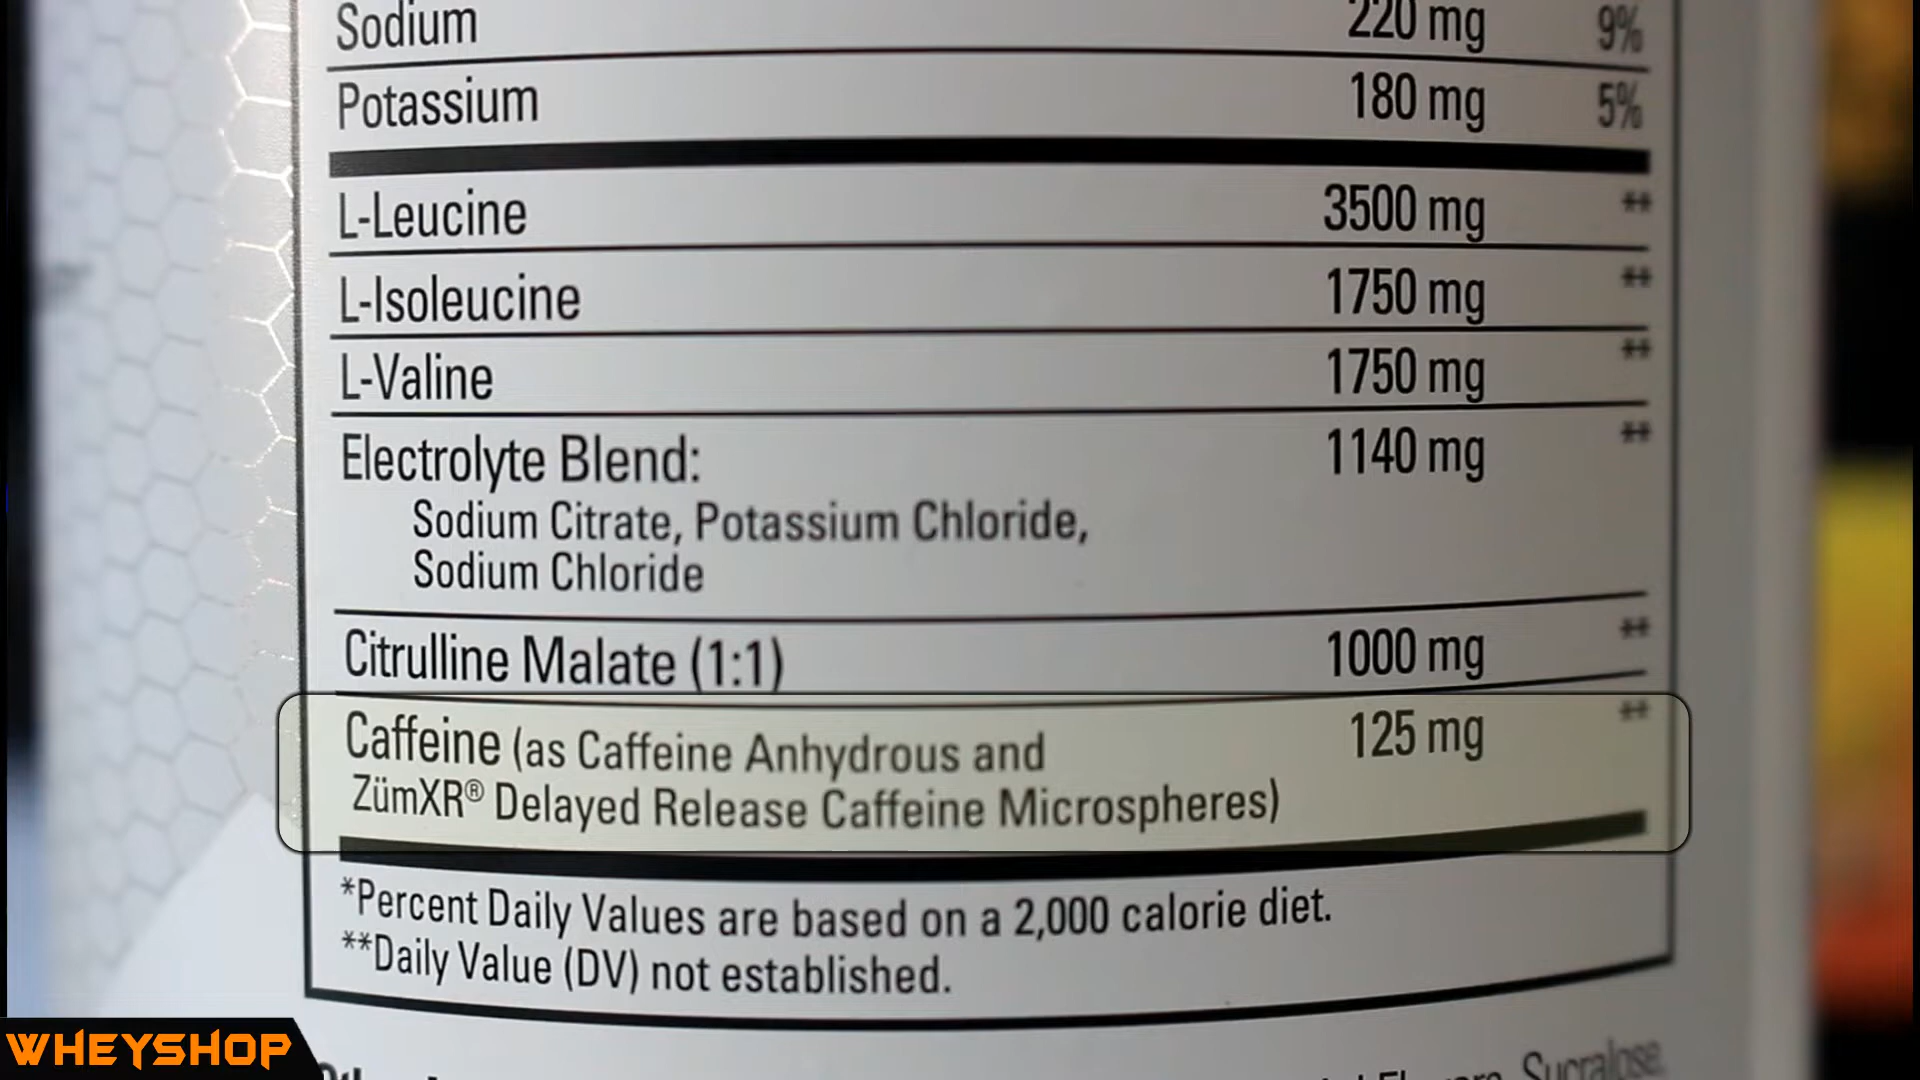 Sodium 220 mg 9%
Potassium 180 mg 5%
L-Leucine 3500 mg **
L-Isoleucine 1750 mg **
L-Valine 1750 mg **
Electrolyte Blend: 1140 mg **
Sodium Citrate, Potassium Chloride,
Sodium Chloride
Citrulline Malate (1:1) 1000 mg **
Caffeine (as Caffeine Anhydrous and 125 mg **
ZümXR® Delayed Release Caffeine Microspheres)
*Percent Daily Values are based on a 2,000 calorie diet.
**Daily Value (DV) not established.
Sucralose,
WHEYSHOP